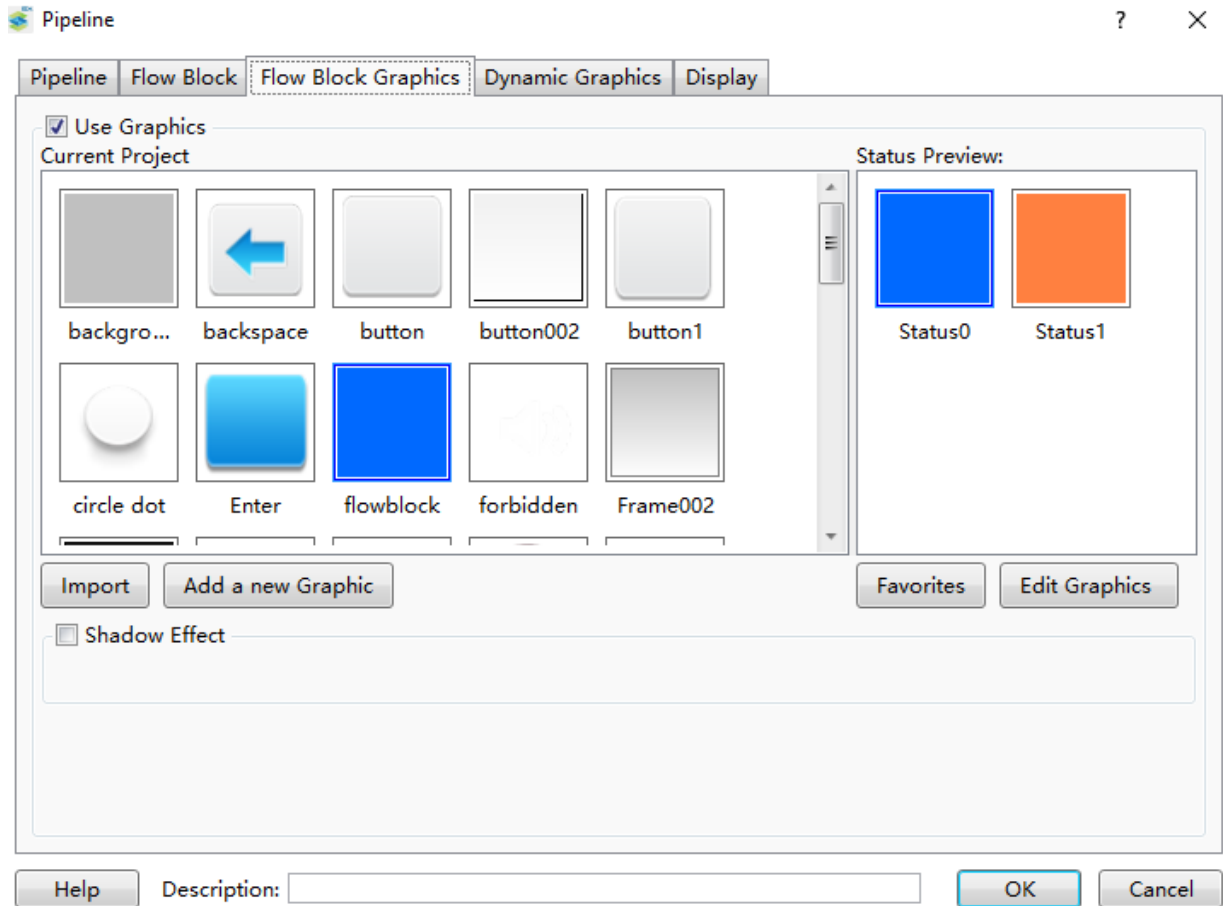 Pipeline
?
Pipeline Flow Block Flow Block Graphics Dynamic Graphics Display
Use Graphics
Current Project Status Preview:
backgro... backspace button button002 button1 Status0 Status1
circle dot Enter flowblock forbidden Frame002
Import Add a new Graphic Favorites Edit Graphics
Shadow Effect
Help Description: OK Cancel